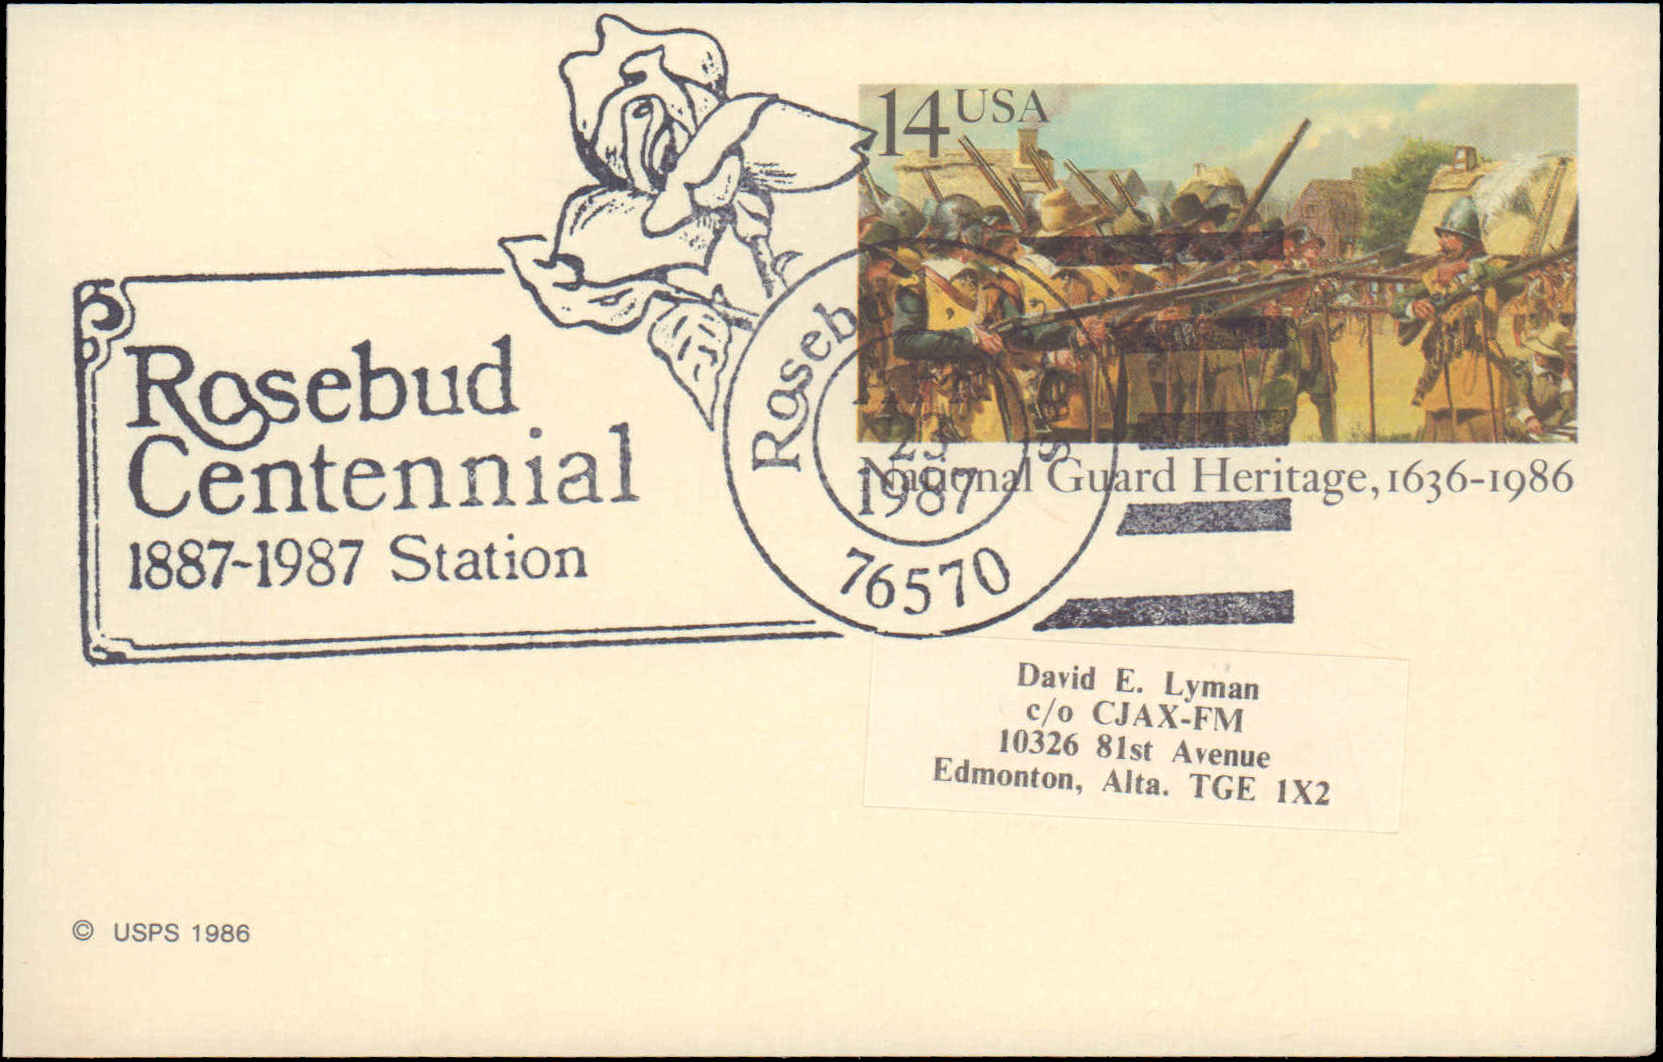 14 USA
National Guard Heritage, 1636-1986
Rosebud
Centennial
1887-1987 Station
Rosebud,
1987
76570
David E. Lyman
c/o CJAX-FM
10326 81st Avenue
Edmonton, Alta. TGE 1X2
© USPS 1986